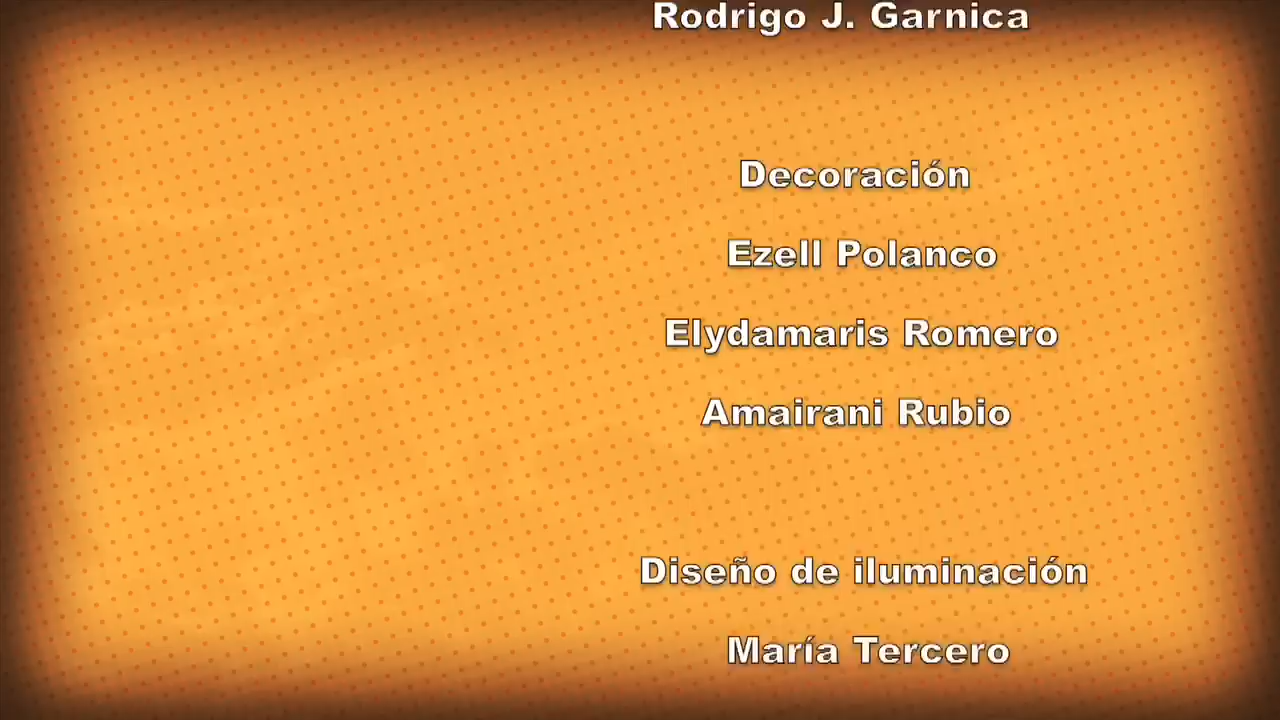 Rodrigo J. Garnica
Decoración
Ezell Polanco
Elydamaris Romero
Amairani Rubio
Diseño de iluminación
María Tercero